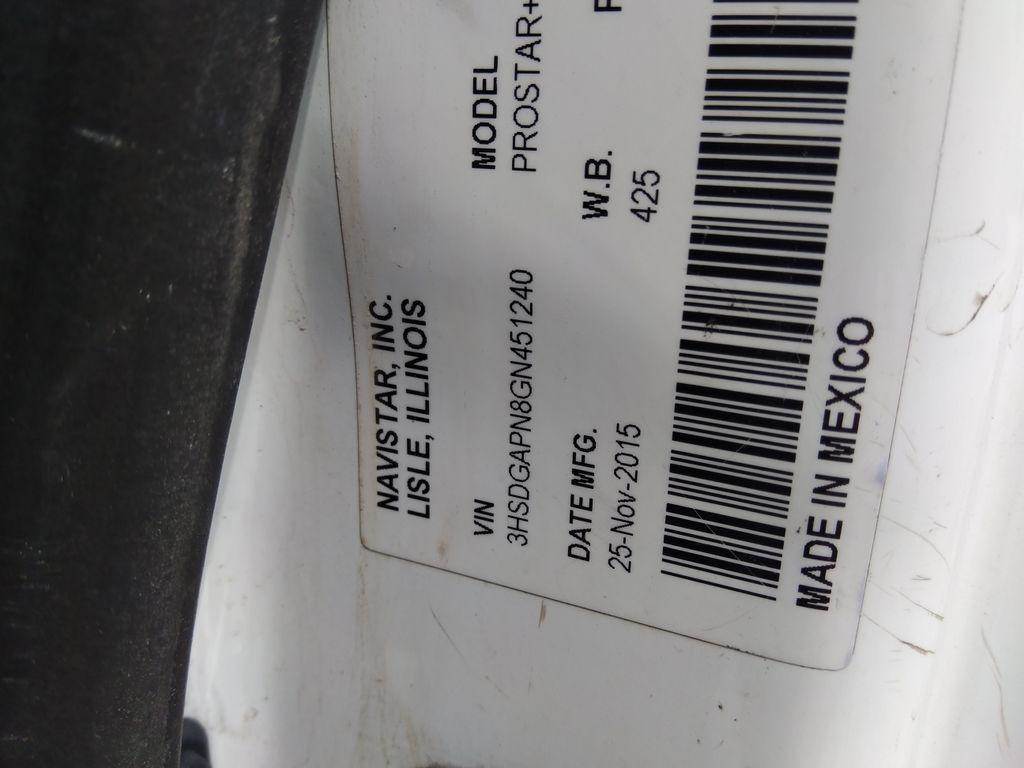 NAVISTAR, INC.
LISLE, ILLINOIS
VIN
3HSDGAPN8GN451240
MODEL
PROSTAR+
DATE MFG.
25-Nov-2015
W.B.
425
MADE IN MEXICO